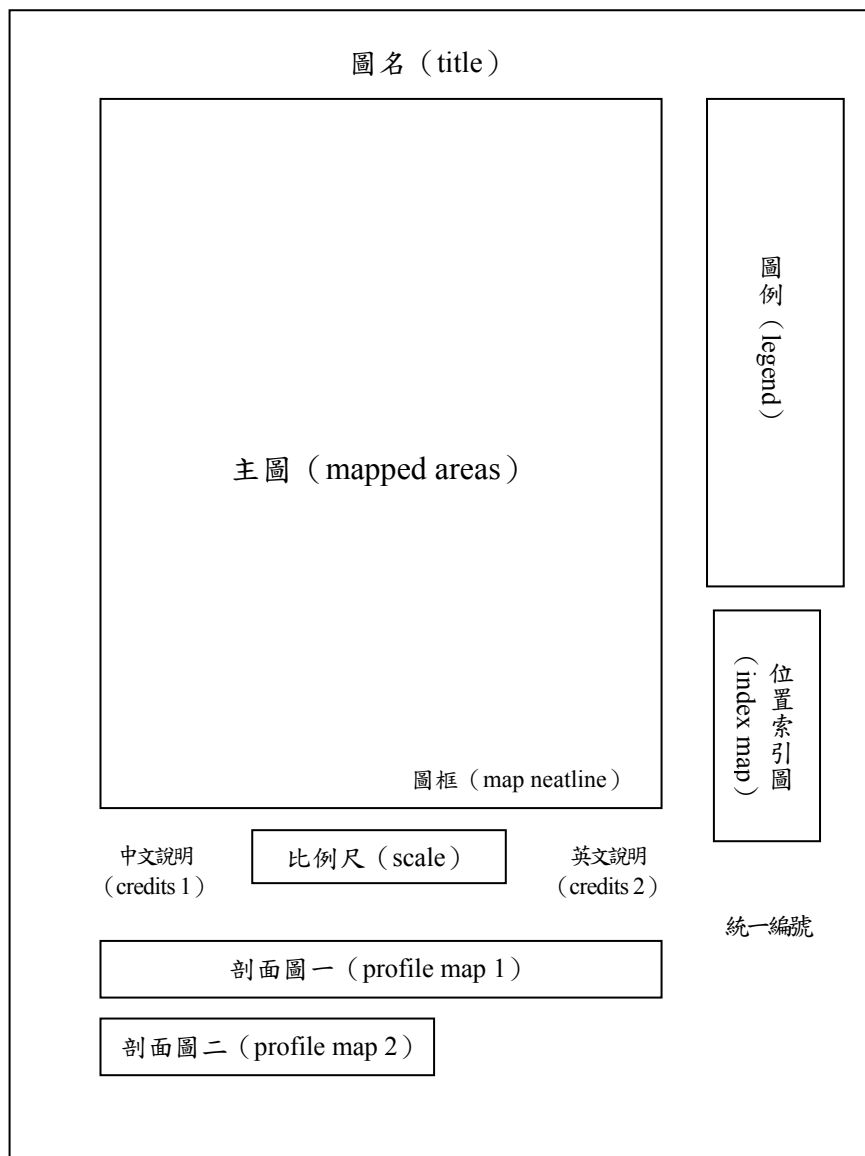 圖名（title）
圖例（legend）
主圖（mapped areas）
圖框（map neatline）
位置索引圖
（index map）
中文說明
（credits 1）
比例尺（scale）
英文說明
（credits 2）
統一編號
剖面圖一（profile map 1）
剖面圖二（profile map 2）